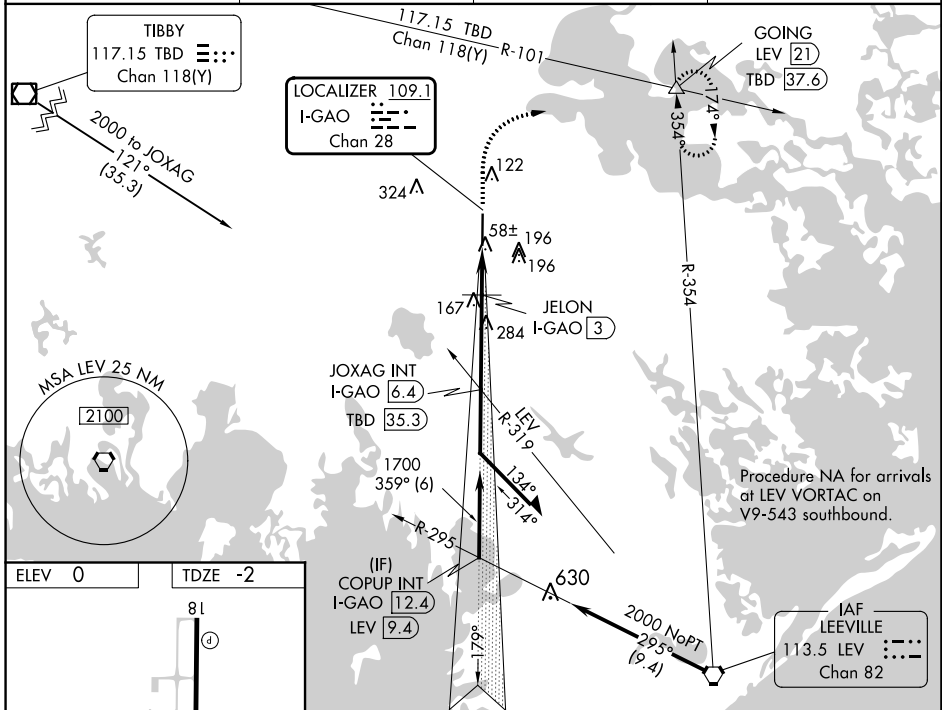 TIBBY
117.15 TBD
Chan 118(Y)
117.15 TBD R-101
Chan 118(Y)
GOING
LEV 21
TBD 37.6
LOCALIZER 109.1
I-GAO
Chan 28
2000 to JOXAG
121°
(35.3)
174°
354°
122
324
58± 196
196
R-354
167
JELON
I-GAO 3
284
MSA LEV 25 NM
2100
JOXAG INT
I-GAO 6.4
TBD 35.3
LEV
R-319
1700
359° (6)
134°
314°
Procedure NA for arrivals
at LEV VORTAC on
V9-543 southbound.
R-295
(IF)
COPUP INT
I-GAO 12.4
LEV 9.4
630
2000 NoPT
295°
(9.4)
179°
IAF
LEEVILLE
113.5 LEV
Chan 82
ELEV 0 TDZE -2
18
P